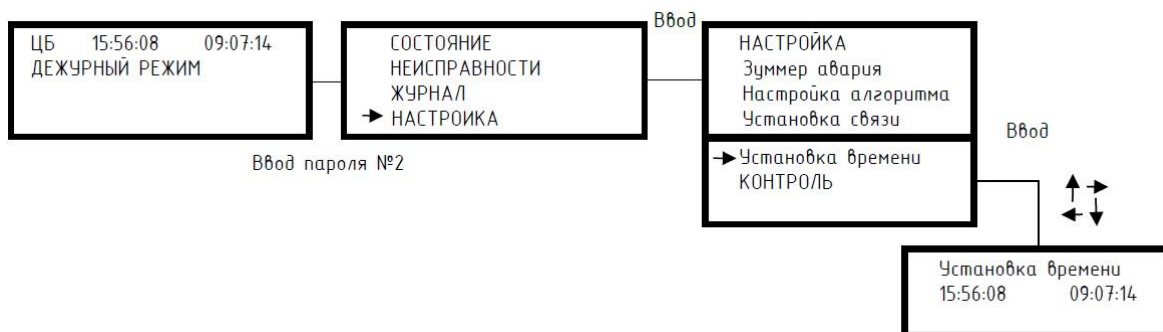 ЦБ 15:56:08 09:07:14
ДЕЖУРНЫЙ РЕЖИМ
Ввод пароля №2
СОСТОЯНИЕ
НЕИСПРАВНОСТИ
ЖУРНАЛ
НАСТРОИКА
Ввод
НАСТРОЙКА
Зуммер авария
Настройка алгоритма
Установка связи
Установка времени
КОНТРОЛЬ
Ввод
Установка времени
15:56:08 09:07:14